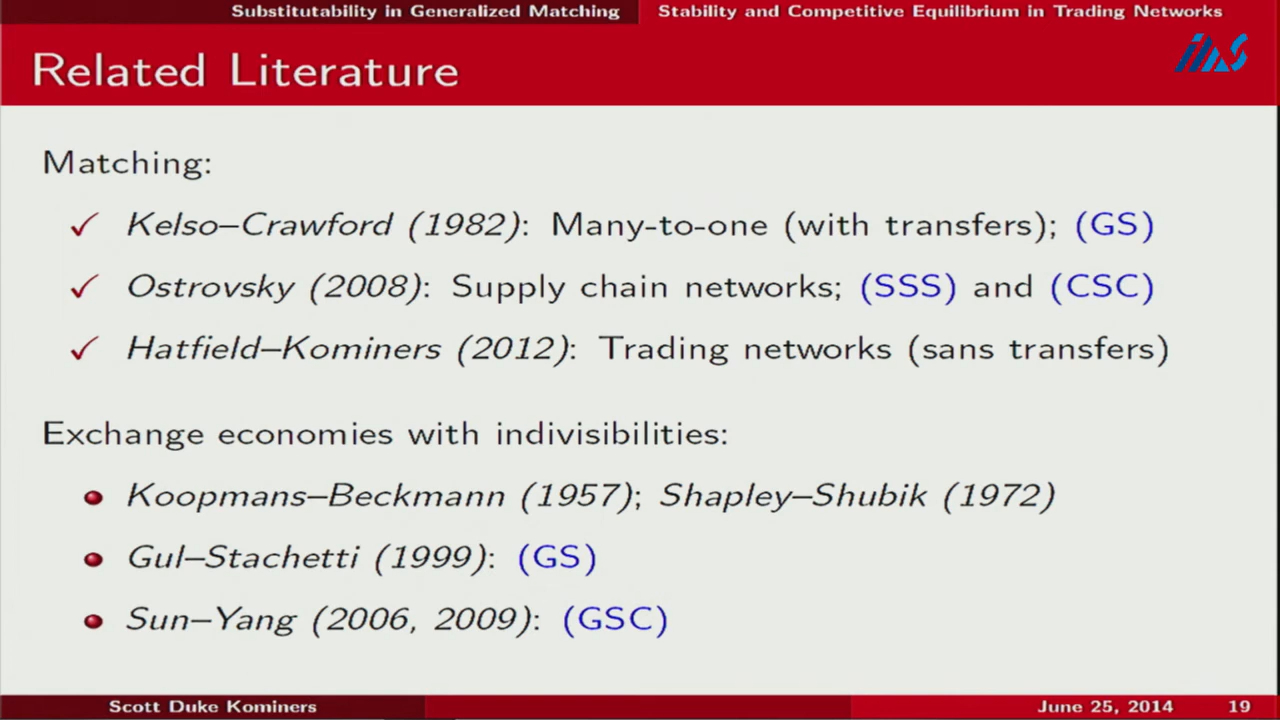 Substitutability in Generalized Matching Stability and Competitive Equilibrium in Trading Networks
Related Literature
ims
Matching:
✓ Kelso–Crawford (1982): Many-to-one (with transfers); (GS)
✓ Ostrovsky (2008): Supply chain networks; (SSS) and (CSC)
✓ Hatfield–Kominers (2012): Trading networks (sans transfers)
Exchange economies with indivisibilities:
• Koopmans–Beckmann (1957); Shapley–Shubik (1972)
• Gul–Stachetti (1999): (GS)
• Sun–Yang (2006, 2009): (GSC)
Scott Duke Kominers June 25, 2014 19